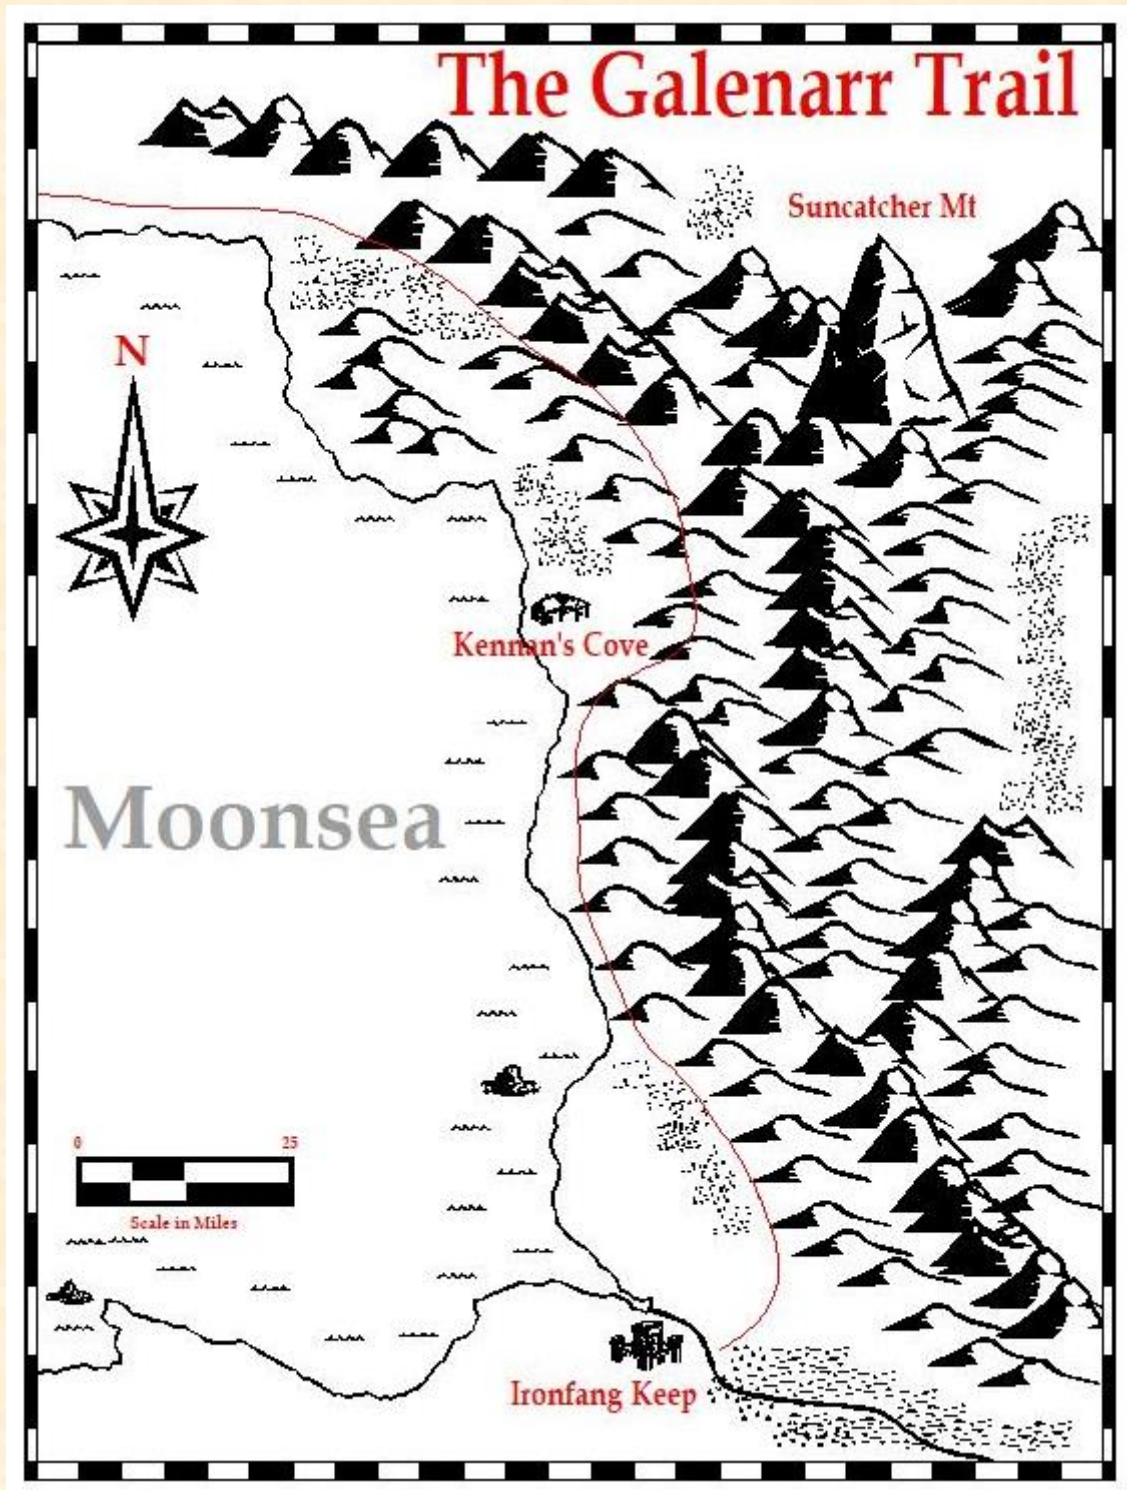 The Galenarr Trail
Suncatcher Mt
N
Kennan's Cove
Moonsea
0 25
Scale in Miles
Ironfang Keep